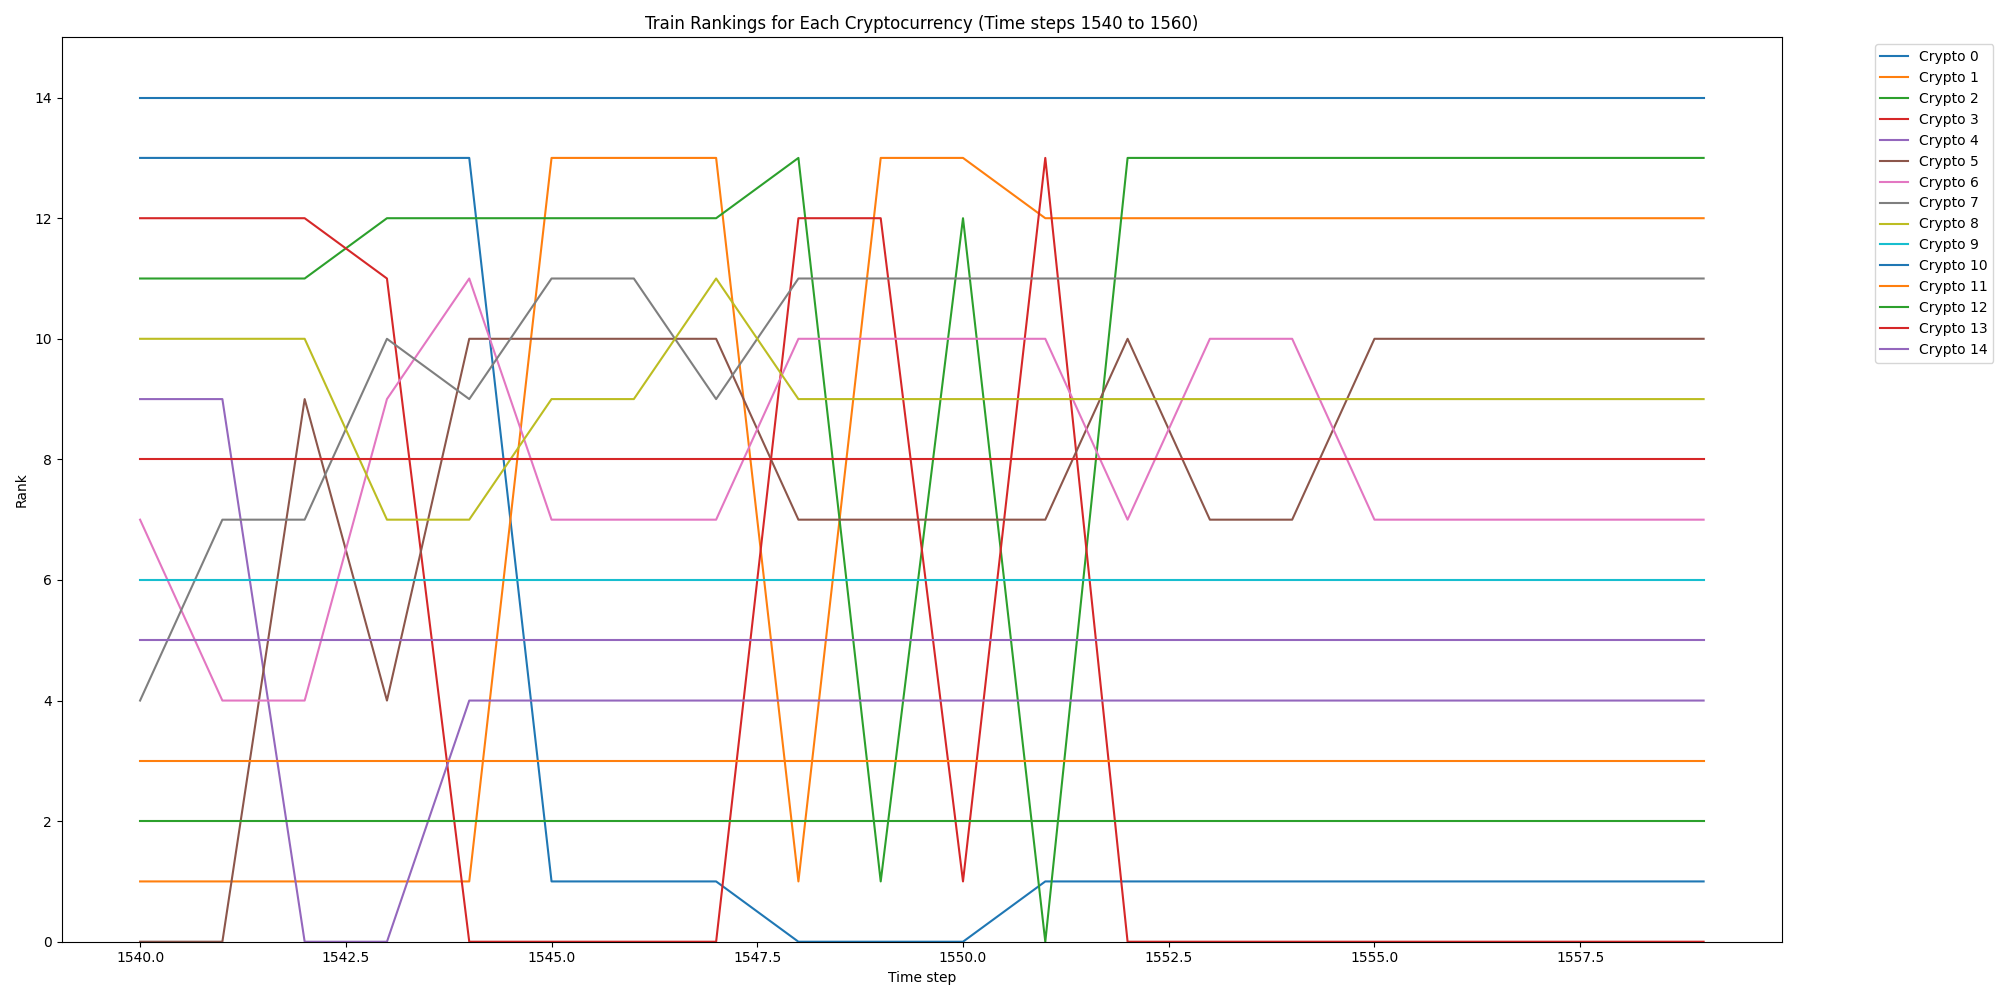 Train Rankings for Each Cryptocurrency (Time steps 1540 to 1560)
Rank
14
12
10
8
6
4
2
0
1540.0 1542.5 1545.0 1547.5 1550.0 1552.5 1555.0 1557.5
Time step
Crypto 0
Crypto 1
Crypto 2
Crypto 3
Crypto 4
Crypto 5
Crypto 6
Crypto 7
Crypto 8
Crypto 9
Crypto 10
Crypto 11
Crypto 12
Crypto 13
Crypto 14